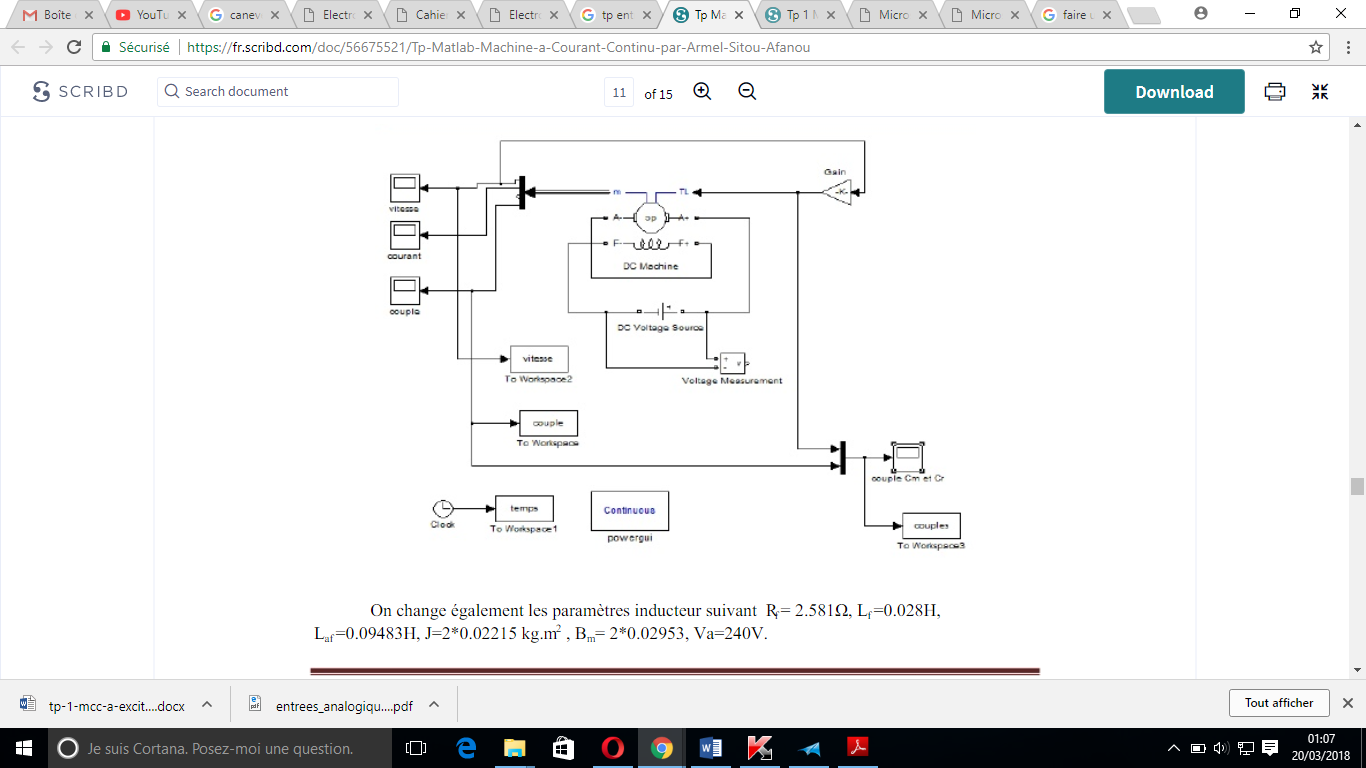 Boîte
YouTu
canev
Electr
Cahie
Electr
tp ent
Tp Ma
Tp 1 M
Micro
Micro
faire u
Sécurisé https://fr.scribd.com/doc/56675521/Tp-Matlab-Machine-a-Courant-Continu-par-Armel-Sitou-Afanou
SCRIBD
Search document
11 of 15
Download
Gain
-K-
vitesse
m
TL
A-
A+
courant
F-
F+
DC Machine
couple
DC Voltage Source
vitesse
To Workspace2
+
-
v
Voltage Measurement
couple
To Workspace
couple Cm et Cr
Clock
temps
To Workspace1
Continuous
powergui
couples
To Workspace3
On change également les paramètres inducteur suivant Rf= 2.581Ω, Lf=0.028H,
Laf=0.09483H, J=2*0.02215 kg.m² , Bm= 2*0.02953, Va=240V.
tp-1-mcc-a-excit....docx
entrees_analogiqu....pdf
Tout afficher
Je suis Cortana. Posez-moi une question.
01:07
20/03/2018